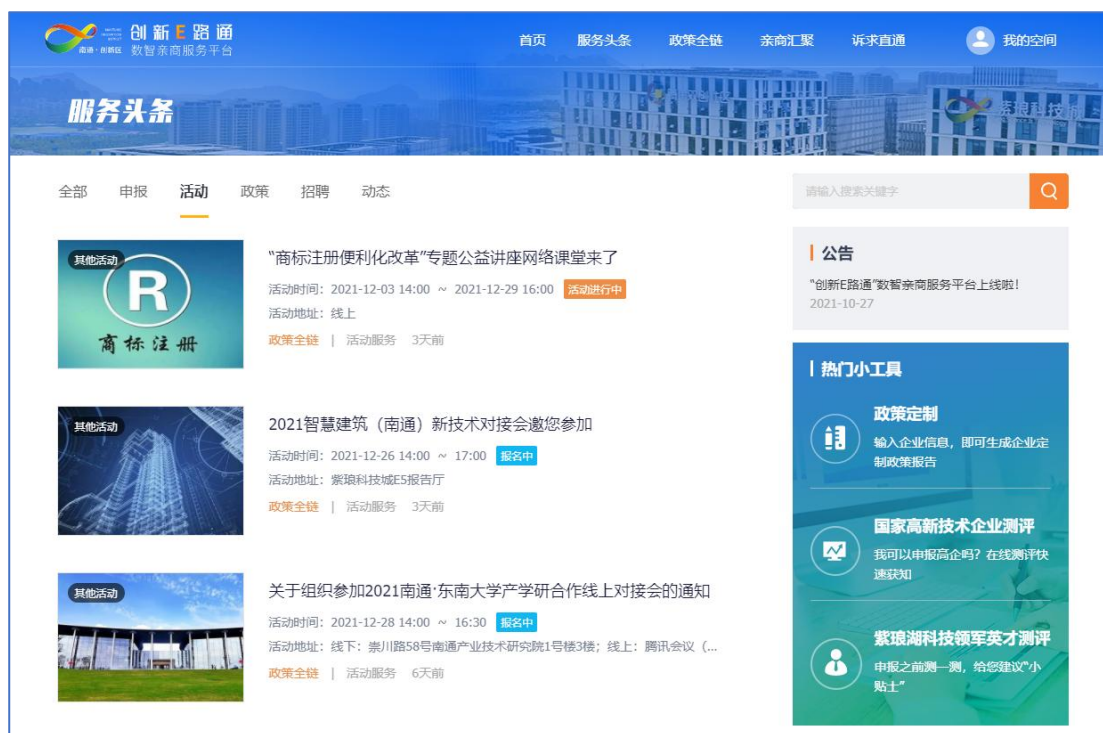 创新E路通
南通·创新区 数智亲商服务平台
首页 服务头条 政策全链 亲商汇聚 诉求直通 我的空间
服务头条
紫琅科技城
全部 申报 活动 政策 招聘 动态
请输入搜索关键字
其他活动
R
商标注册
“商标注册便利化改革”专题公益讲座网络课堂来了
活动时间：2021-12-03 14:00 ~ 2021-12-29 16:00 活动进行中
活动地址：线上
政策全链 | 活动服务 3天前
其他活动
2021智慧建筑（南通）新技术对接会邀您参加
活动时间：2021-12-26 14:00 ~ 17:00 报名中
活动地址：紫琅科技城E5报告厅
政策全链 | 活动服务 3天前
其他活动
关于组织参加2021南通·东南大学产学研合作线上对接会的通知
活动时间：2021-12-28 14:00 ~ 16:30 报名中
活动地址：线下：崇川路58号南通产业技术研究院1号楼3楼；线上：腾讯会议（...
政策全链 | 活动服务 6天前
公告
“创新E路通”数智亲商服务平台上线啦！
2021-10-27
热门小工具
政策定制
输入企业信息，即可生成企业定
制政策报告
国家高新技术企业测评
我可以申报高企吗？在线测评快
速获知
紫琅湖科技领军英才测评
申报之前测一测，给您建议“小
贴士”